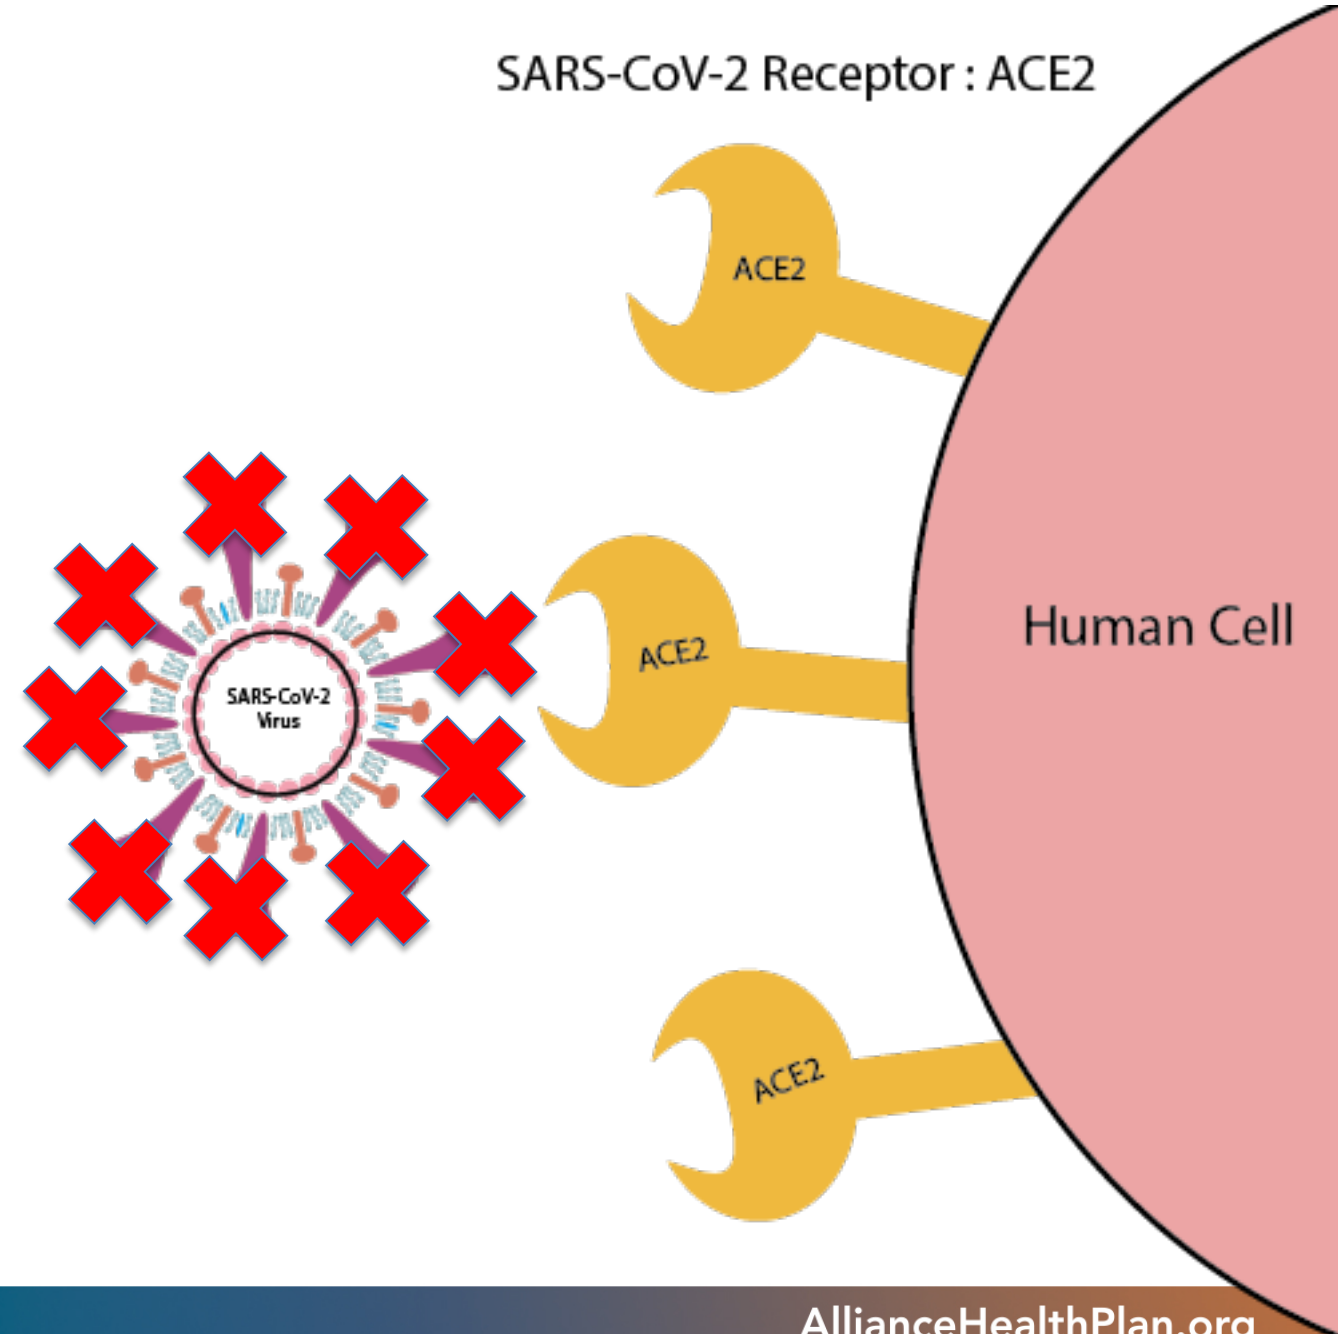 SARS-CoV-2 Receptor : ACE2
ACE2
ACE2
Human Cell
SARS-CoV-2
Virus
ACE2
AllianceHealthPlan.org